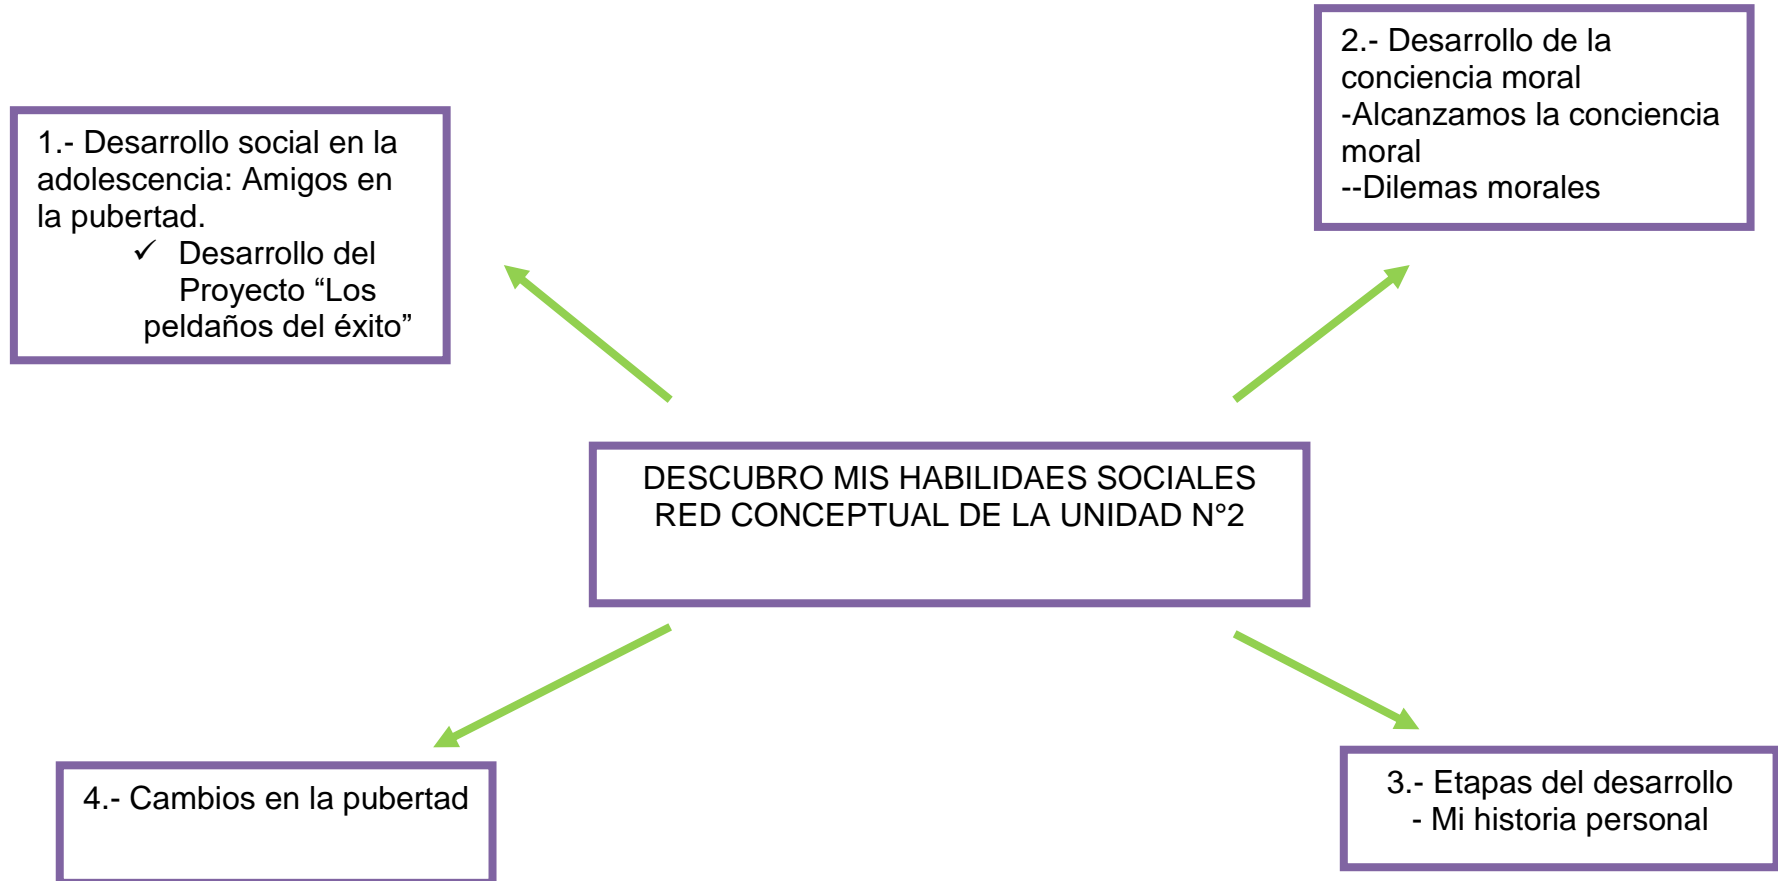 1.- Desarrollo social en la
adolescencia: Amigos en
la pubertad.
✓ Desarrollo del
Proyecto “Los
peldaños del éxito”
2.- Desarrollo de la
conciencia moral
-Alcanzamos la conciencia
moral
--Dilemas morales
DESCUBRO MIS HABILIDAES SOCIALES
RED CONCEPTUAL DE LA UNIDAD N°2
4.- Cambios en la pubertad
3.- Etapas del desarrollo
- Mi historia personal